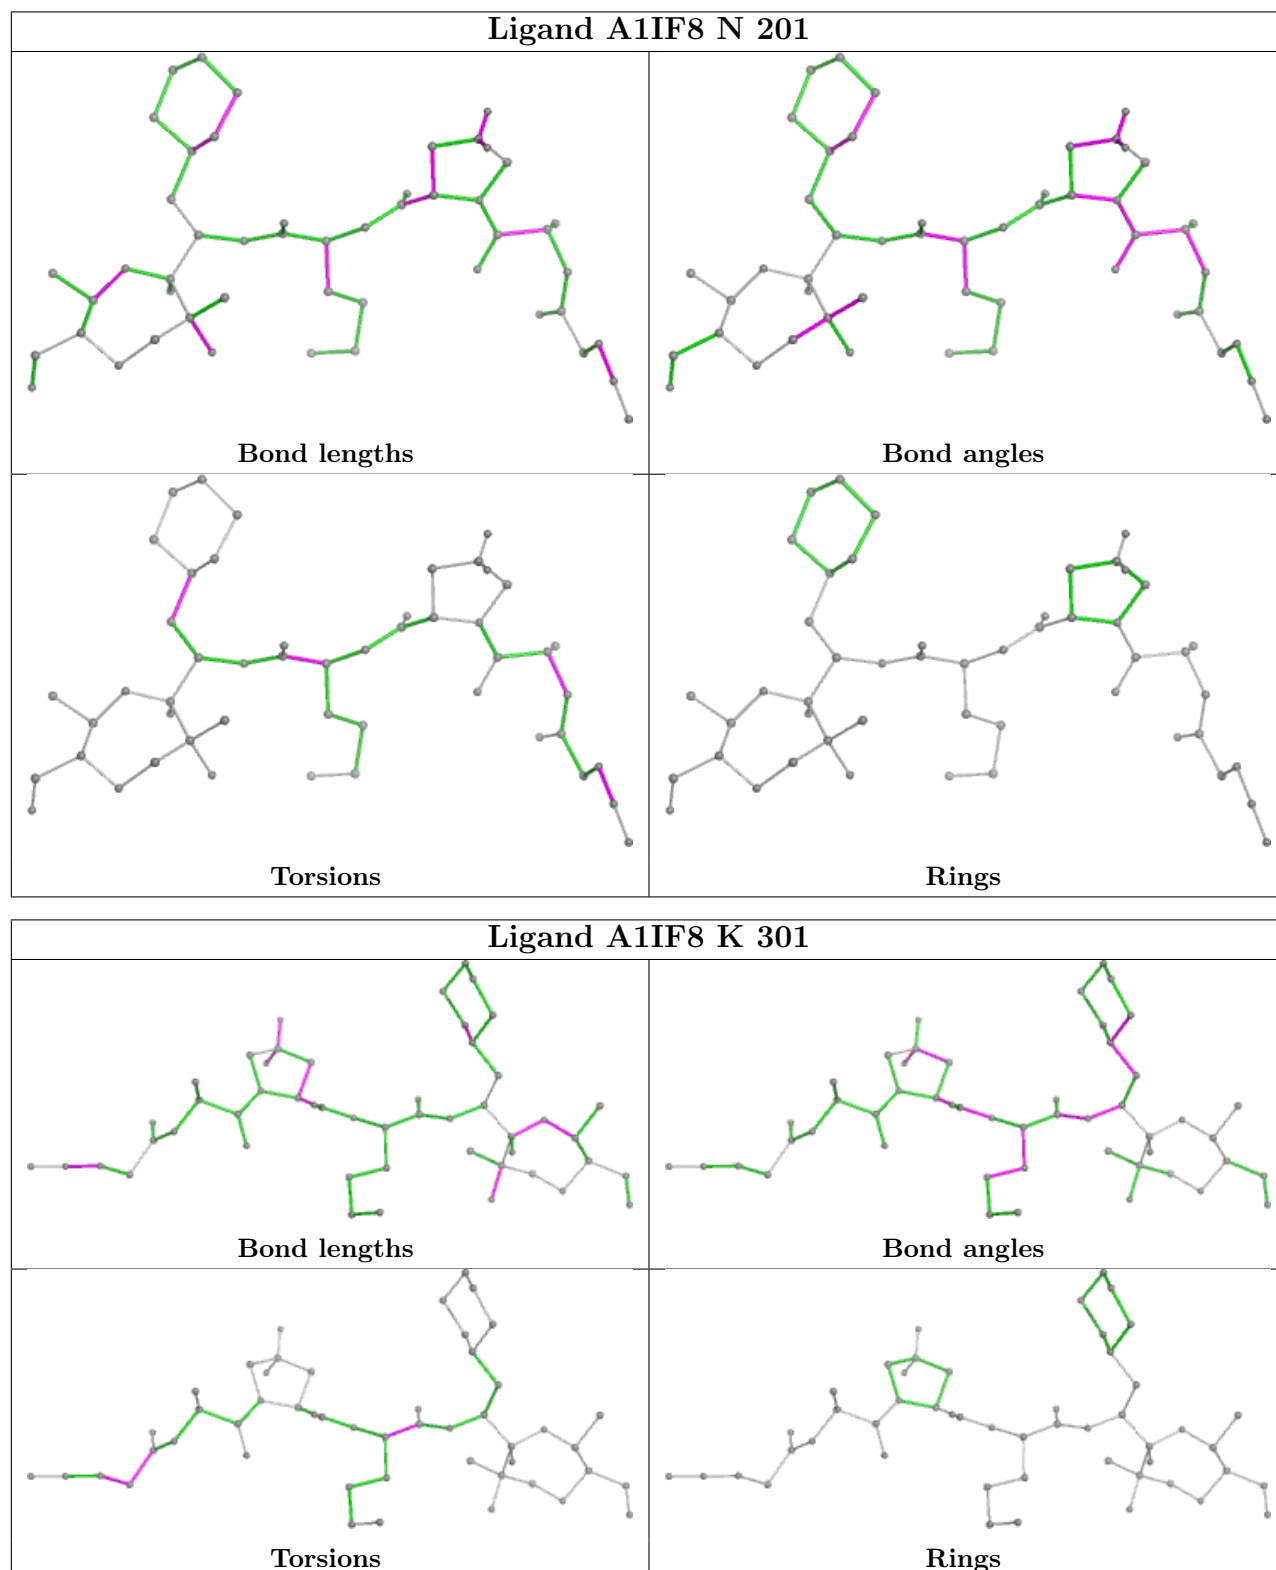 Ligand A1IF8 N 201
Bond lengths
Bond angles
Torsions
Rings
Ligand A1IF8 K 301
Bond lengths
Bond angles
Torsions
Rings